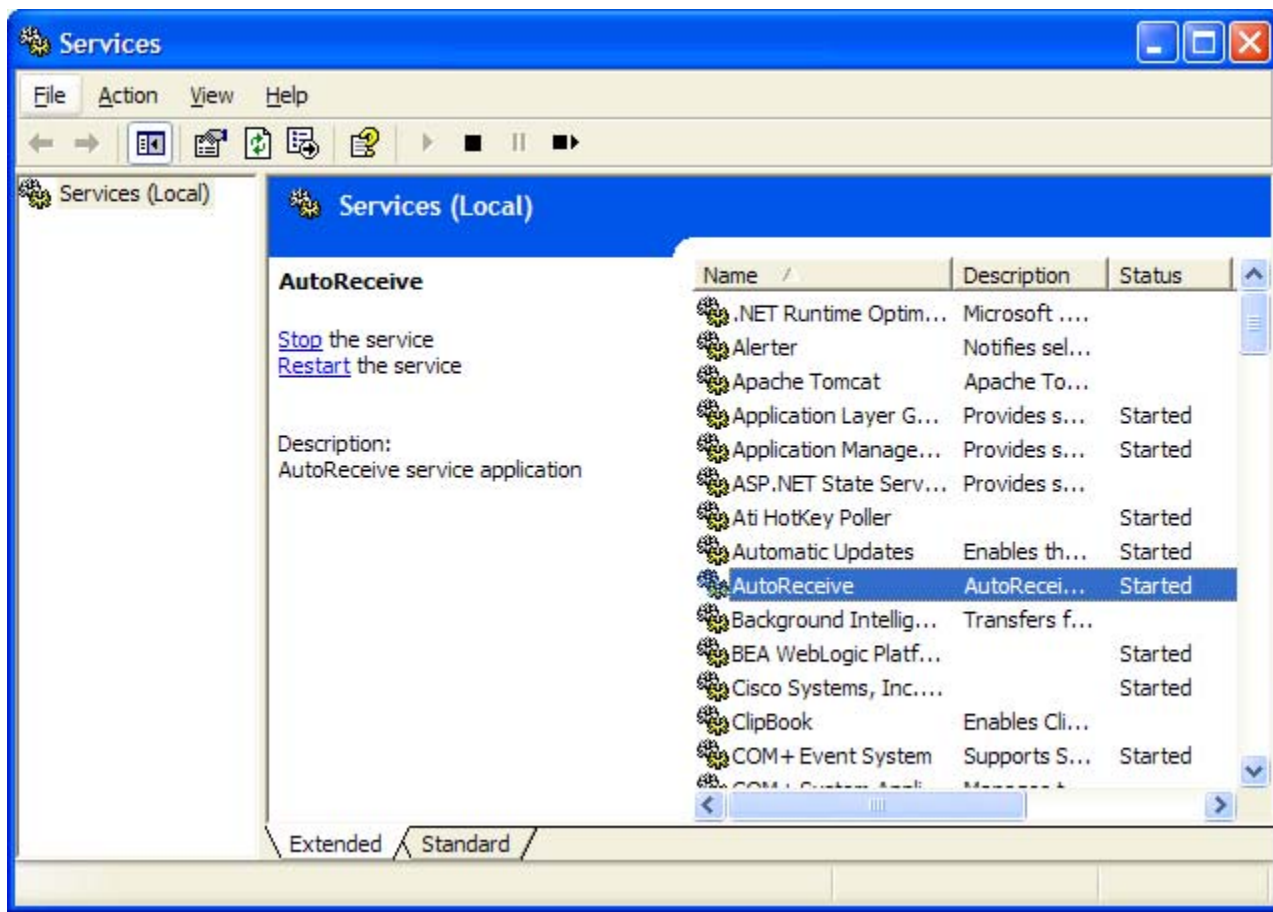 Services
File Action View Help
Services (Local)
Services (Local)
AutoReceive
Stop the service
Restart the service
Description:
AutoReceive service application
Name Description Status
.NET Runtime Optim... Microsoft ....
Alerter Notifies sel...
Apache Tomcat Apache To...
Application Layer G... Provides s... Started
Application Manage... Provides s... Started
ASP.NET State Serv... Provides s...
Ati HotKey Poller Started
Automatic Updates Enables th... Started
AutoReceive AutoRecei... Started
Background Intellig... Transfers f...
BEA WebLogic Platf... Started
Cisco Systems, Inc.... Started
ClipBook Enables Cli...
COM+ Event System Supports S... Started
Extended Standard